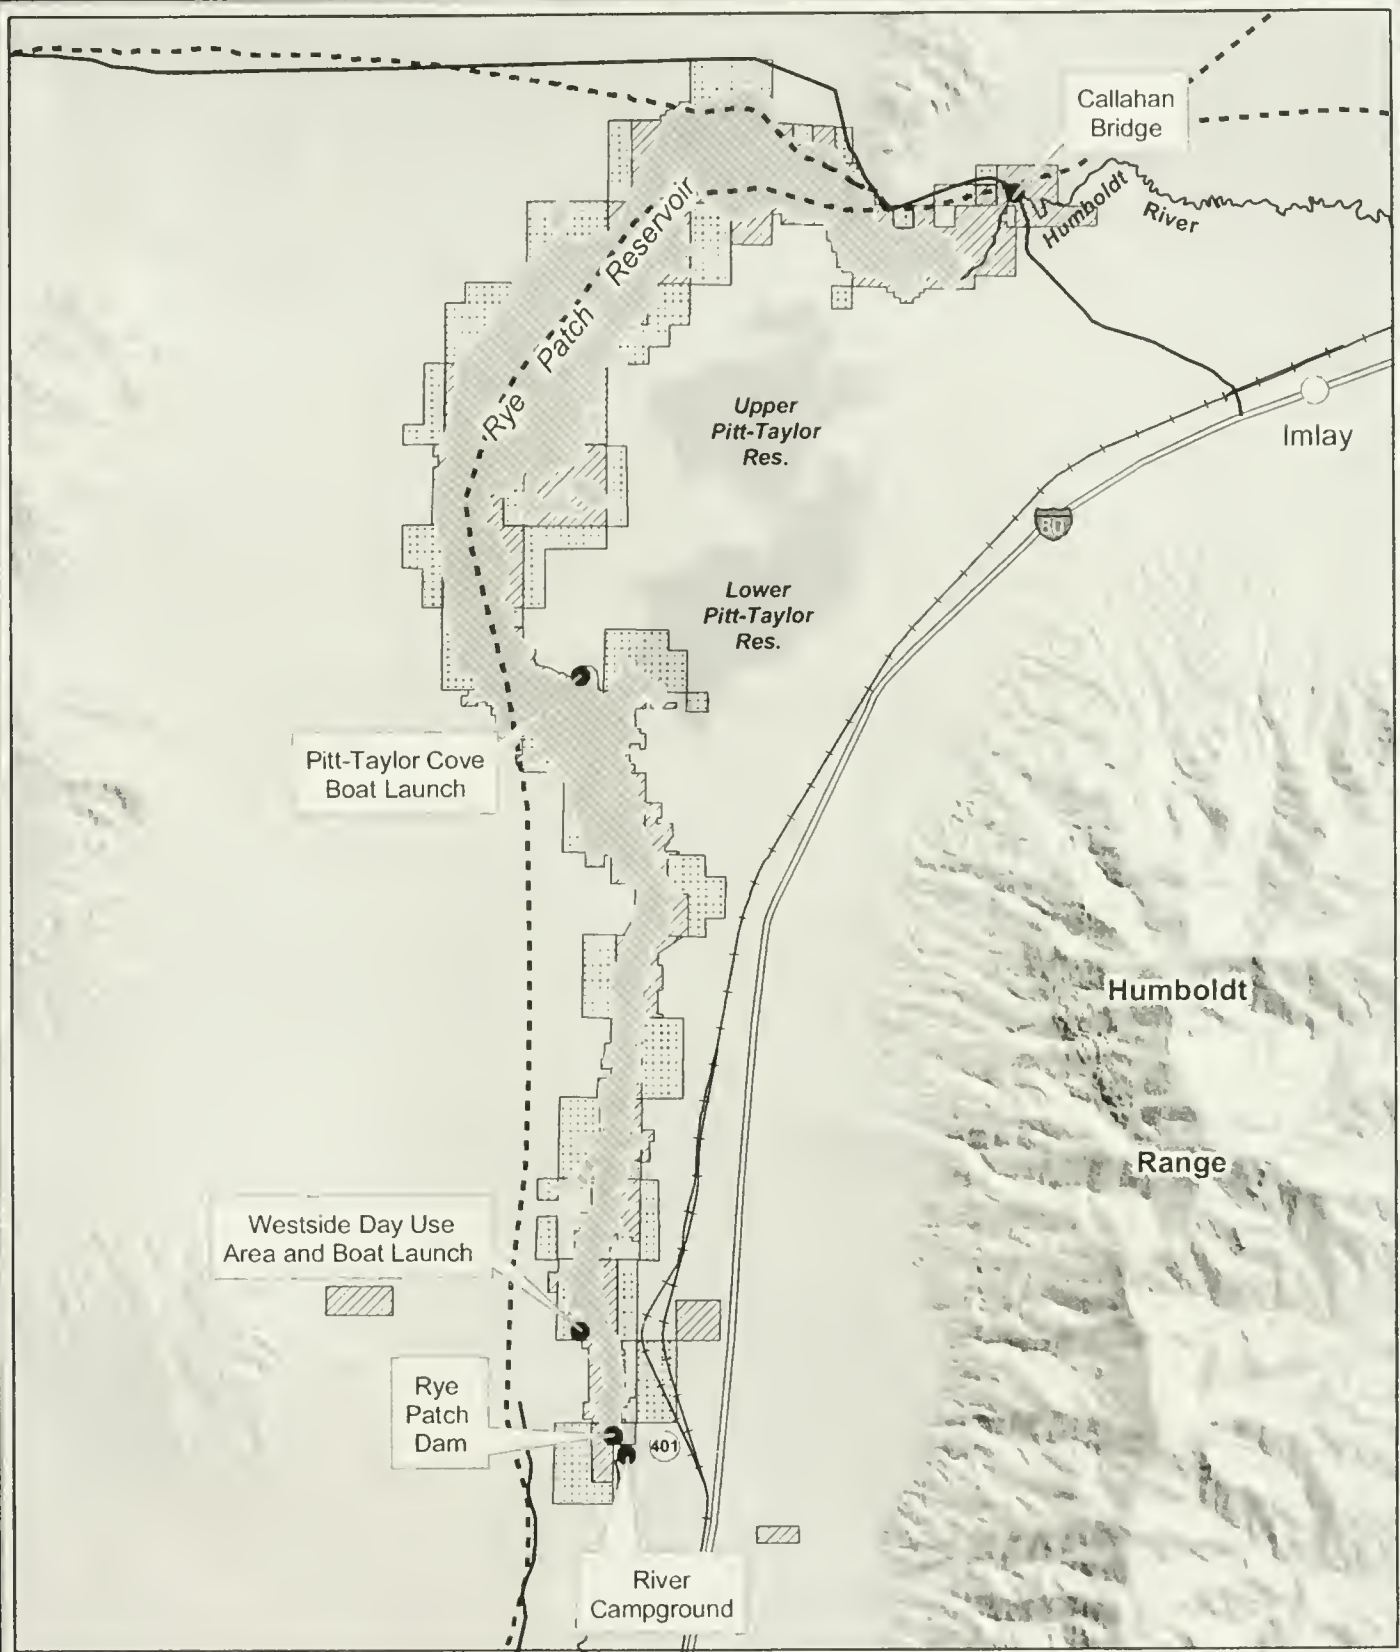 Callahan
Bridge
Humboldt
River
Rye Patch Reservoir
Upper
Pitt-Taylor
Res.
Imlay
80
Lower
Pitt-Taylor
Res.
Pitt-Taylor Cove
Boat Launch
Humboldt
Range
Westside Day Use
Area and Boat Launch
Rye
Patch
Dam
401
River
Campground